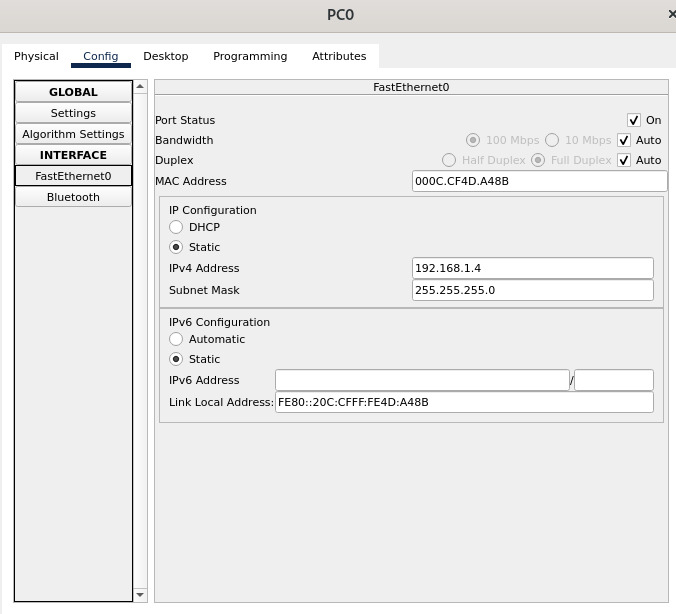 PC0
Physical Config Desktop Programming Attributes
GLOBAL
Settings
Algorithm Settings
INTERFACE
FastEthernet0
Bluetooth
FastEthernet0
Port Status On
Bandwidth 100 Mbps 10 Mbps Auto
Duplex Half Duplex Full Duplex Auto
MAC Address 000C.CF4D.A48B
IP Configuration
DHCP
Static
IPv4 Address 192.168.1.4
Subnet Mask 255.255.255.0
IPv6 Configuration
Automatic
Static
IPv6 Address /
Link Local Address: FE80::20C:CFFF:FE4D:A48B